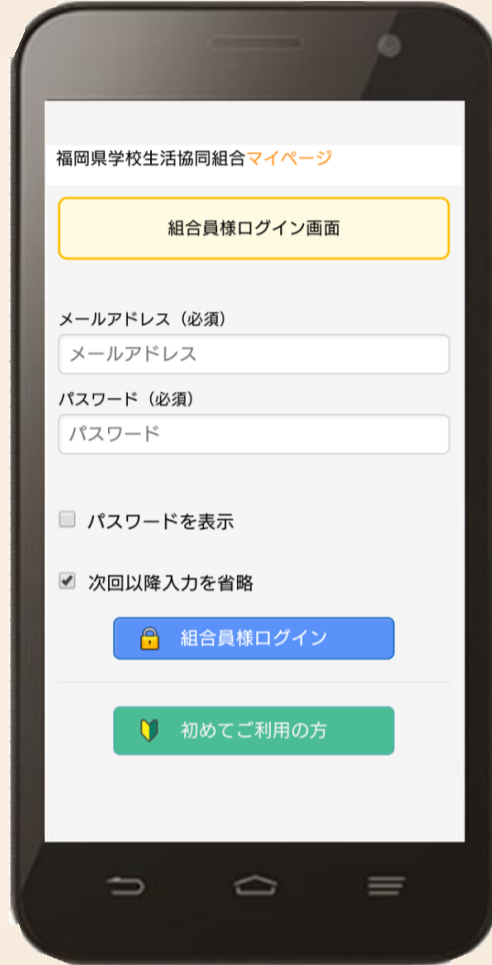 福岡県学校生活協同組合マイページ
組合員様ログイン画面
メールアドレス（必須）
メールアドレス
パスワード（必須）
パスワード
パスワードを表示
次回以降入力を省略
組合員様ログイン
初めてご利用の方